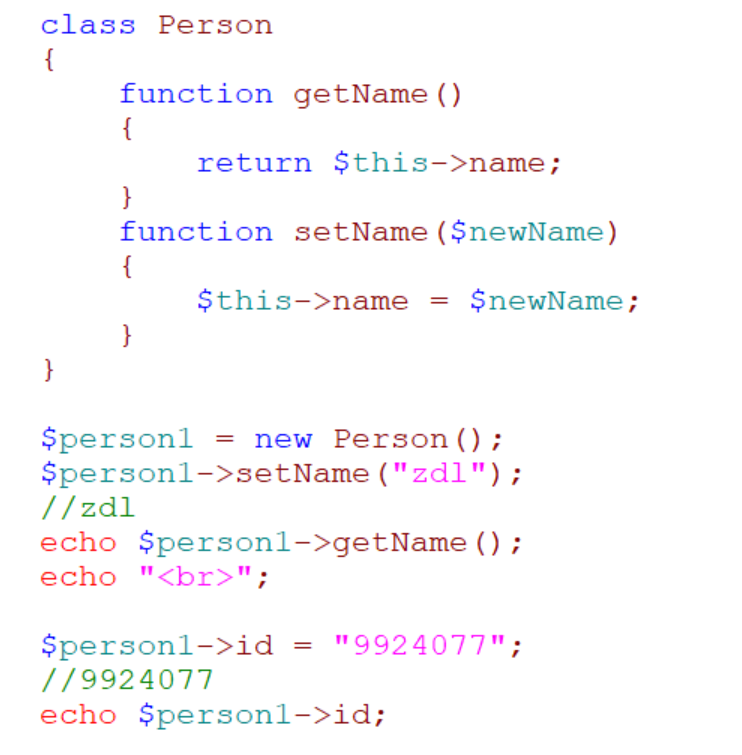 class Person
{
    function getName()
    {
        return $this->name;
    }
    function setName($newName)
    {
        $this->name = $newName;
    }
}

$person1 = new Person();
$person1->setName("zdl");
//zdl
echo $person1->getName();
echo "<br>";

$person1->id = "9924077";
//9924077
echo $person1->id;